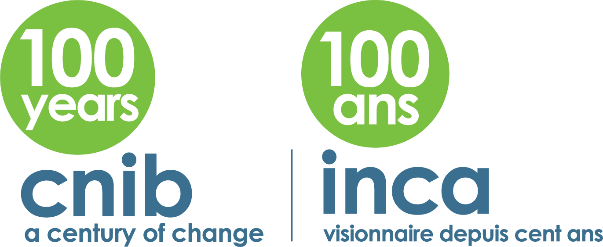 100
years
cnib
a century of change
100
ans
inca
visionnaire depuis cent ans